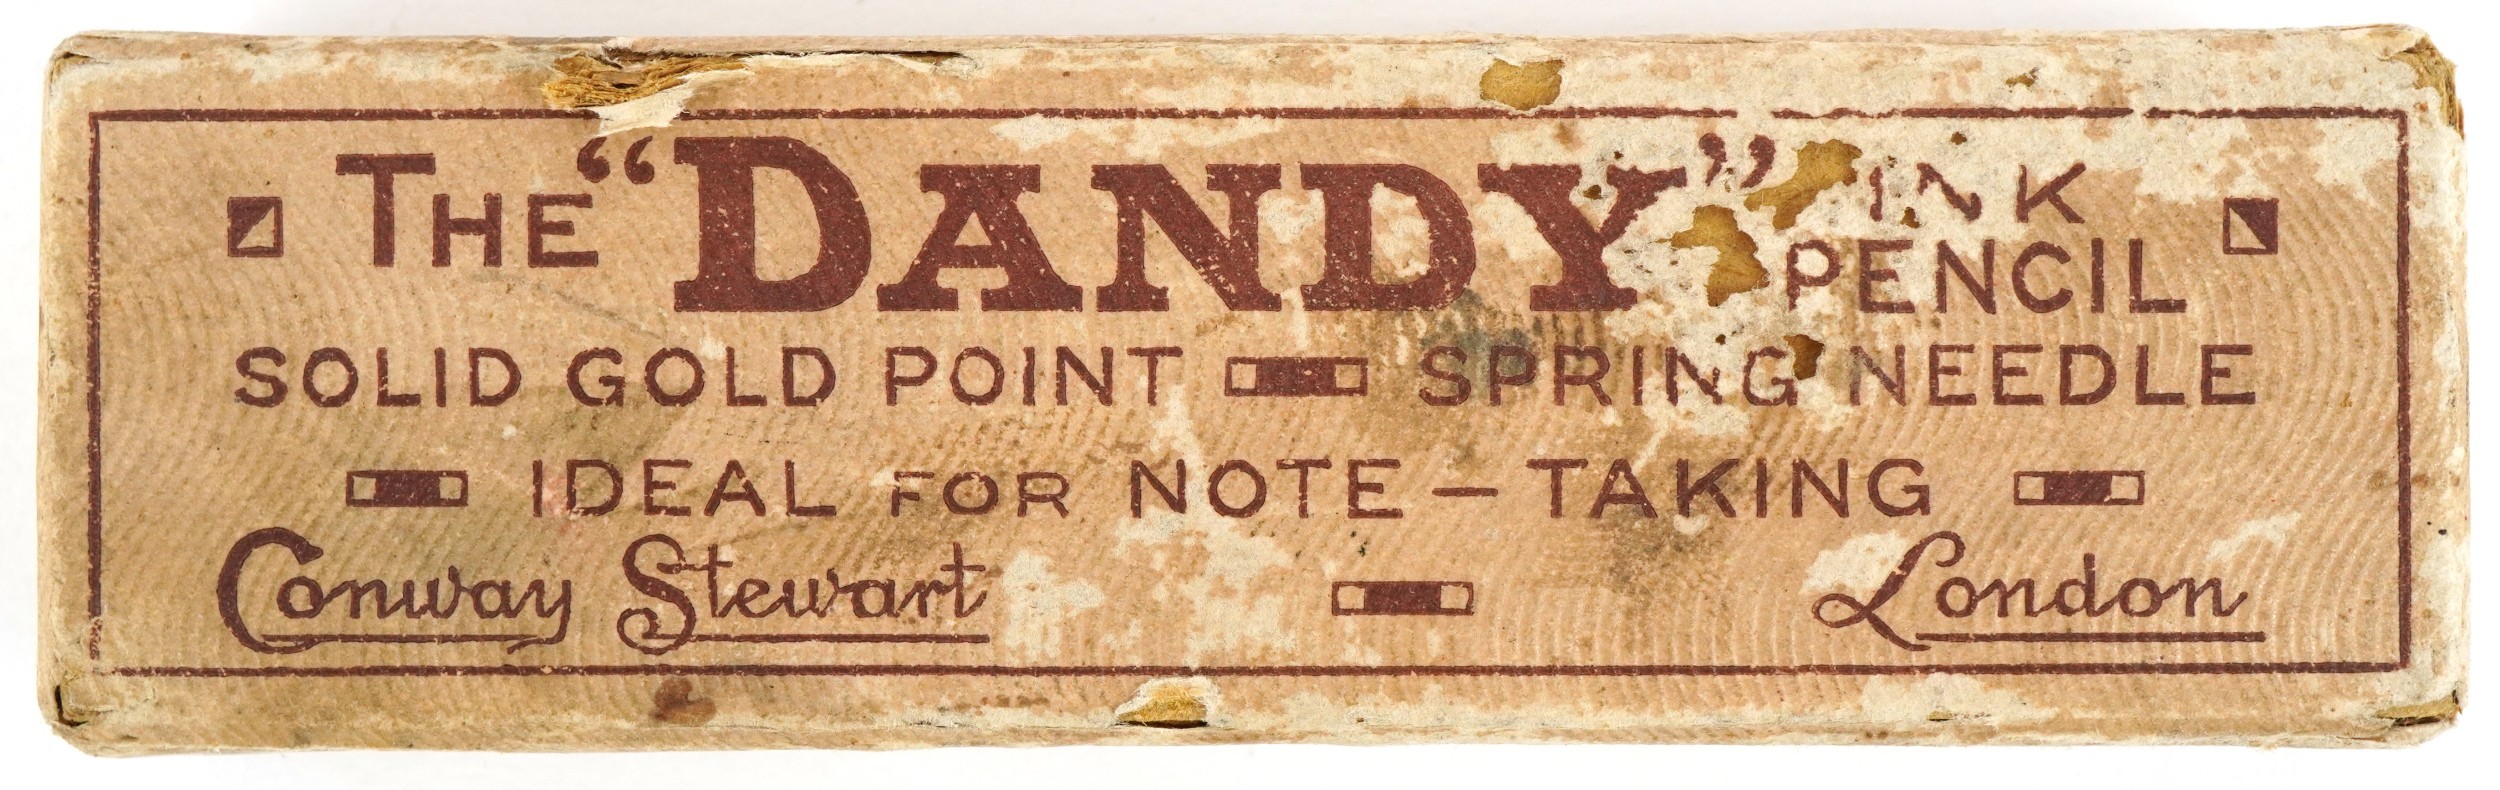 THE "DANDY" INK
PENCIL
SOLID GOLD POINT SPRING NEEDLE
IDEAL FOR NOTE - TAKING
Conway Stewart London